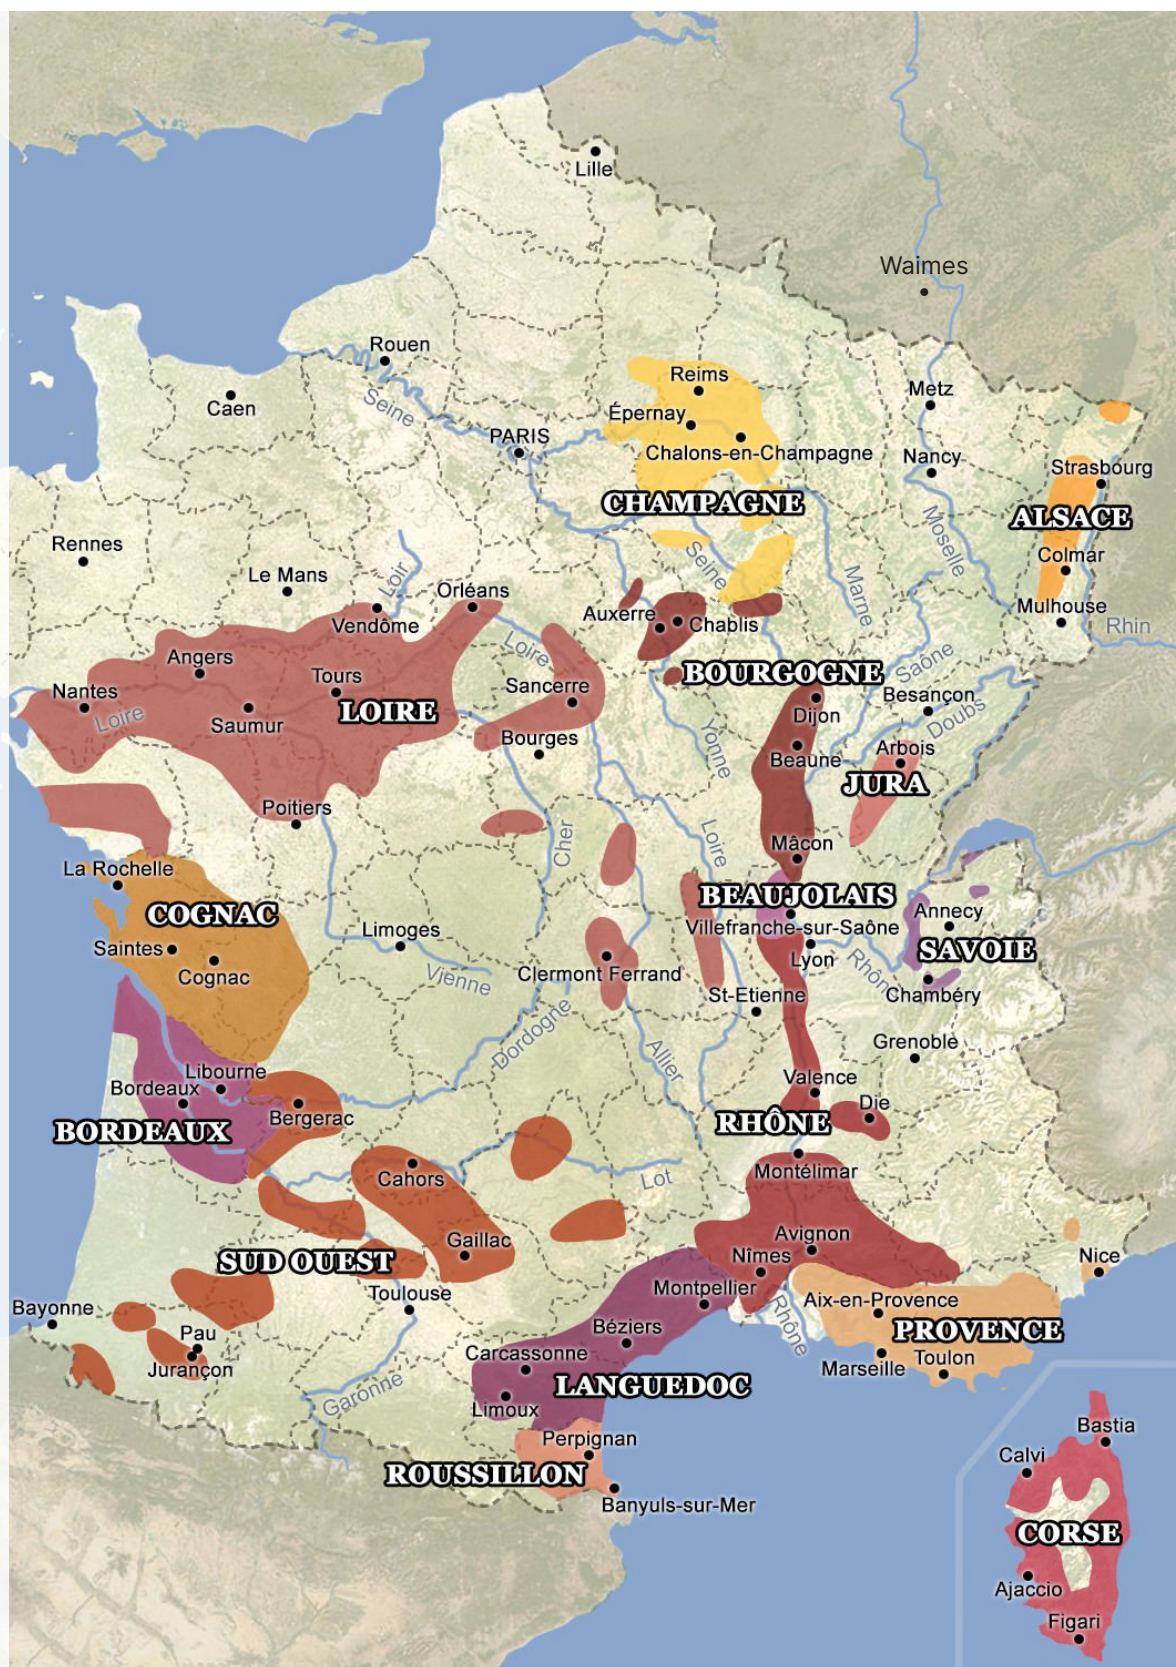 Lille
Waimes
Rouen
Reims
Metz
Caen
Seine
Épernay
PARIS
Chalons-en-Champagne
Nancy
Strasbourg
CHAMPAGNE
ALSACE
Rennes
Moselle
Colmar
Seine
Le Mans
Loir
Marne
Orléans
Auxerre
Chablis
Mulhouse
Vendôme
Rhin
Loire
Angers
Saône
BOURGOGNE
Tours
Sancerre
Besançon
Nantes
LOIRE
Loire
Saumur
Dijon
Doubs
Bourges
Yonne
Beaune
Arbois
JURA
Poitiers
Cher
Loire
Mâcon
La Rochelle
BEAUJOLAIS
COGNAC
Annecy
Limoges
Villefranche-sur-Saône
Saintes
SAVOIE
Lyon
Cognac
Vienne
Clermont Ferrand
Rhône
Chambéry
St-Etienne
Dordogne
Grenoble
Allier
Libourne
Bordeaux
Valence
Die
Bergerac
RHÔNE
BORDEAUX
Montélimar
Cahors
Lot
Avignon
Gaillac
Nîmes
Nice
SUD OUEST
Montpellier
Toulouse
Aix-en-Provence
Bayonne
Rhône
Béziers
PROVENCE
Pau
Carcassonne
Marseille
Toulon
Jurançon
LANGUEDOC
Garonne
Limoux
Bastia
Perpignan
Calvi
ROUSSILLON
Banyuls-sur-Mer
CORSE
Ajaccio
Figari